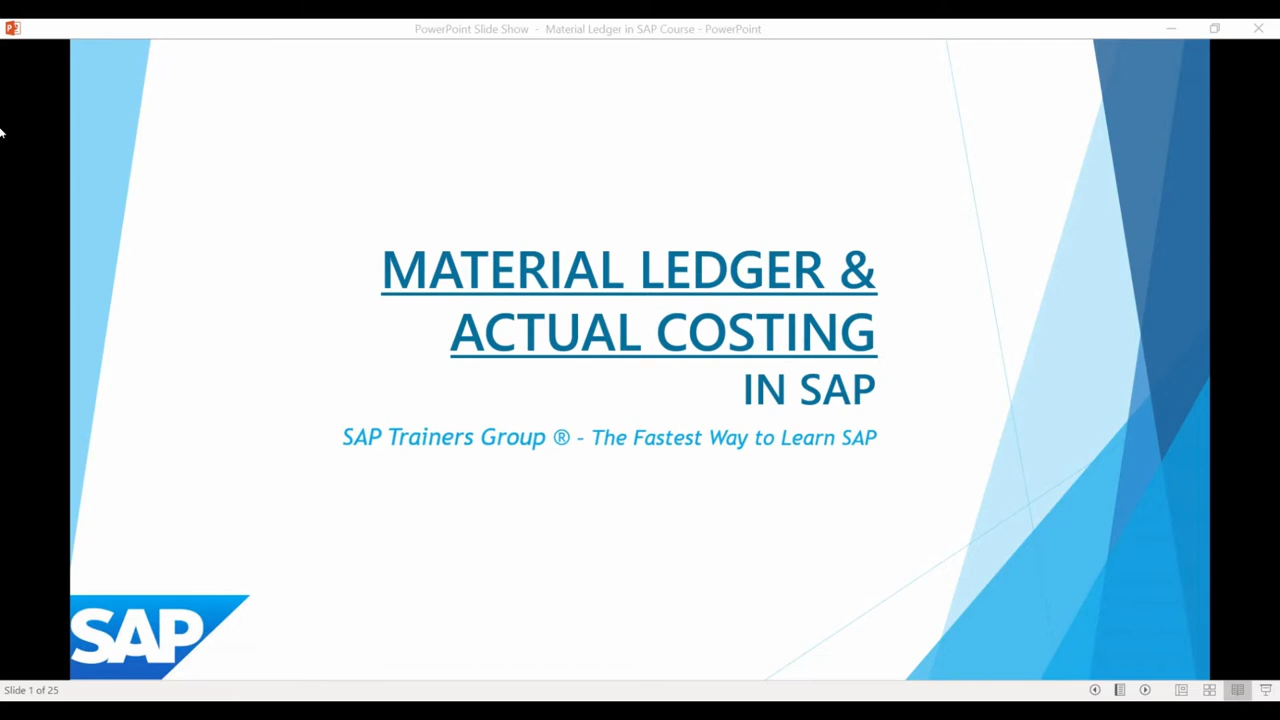 PowerPoint Slide Show - Material Ledger in SAP Course - PowerPoint
MATERIAL LEDGER &
ACTUAL COSTING
IN SAP
SAP Trainers Group ® – The Fastest Way to Learn SAP
SAP
Slide 1 of 25